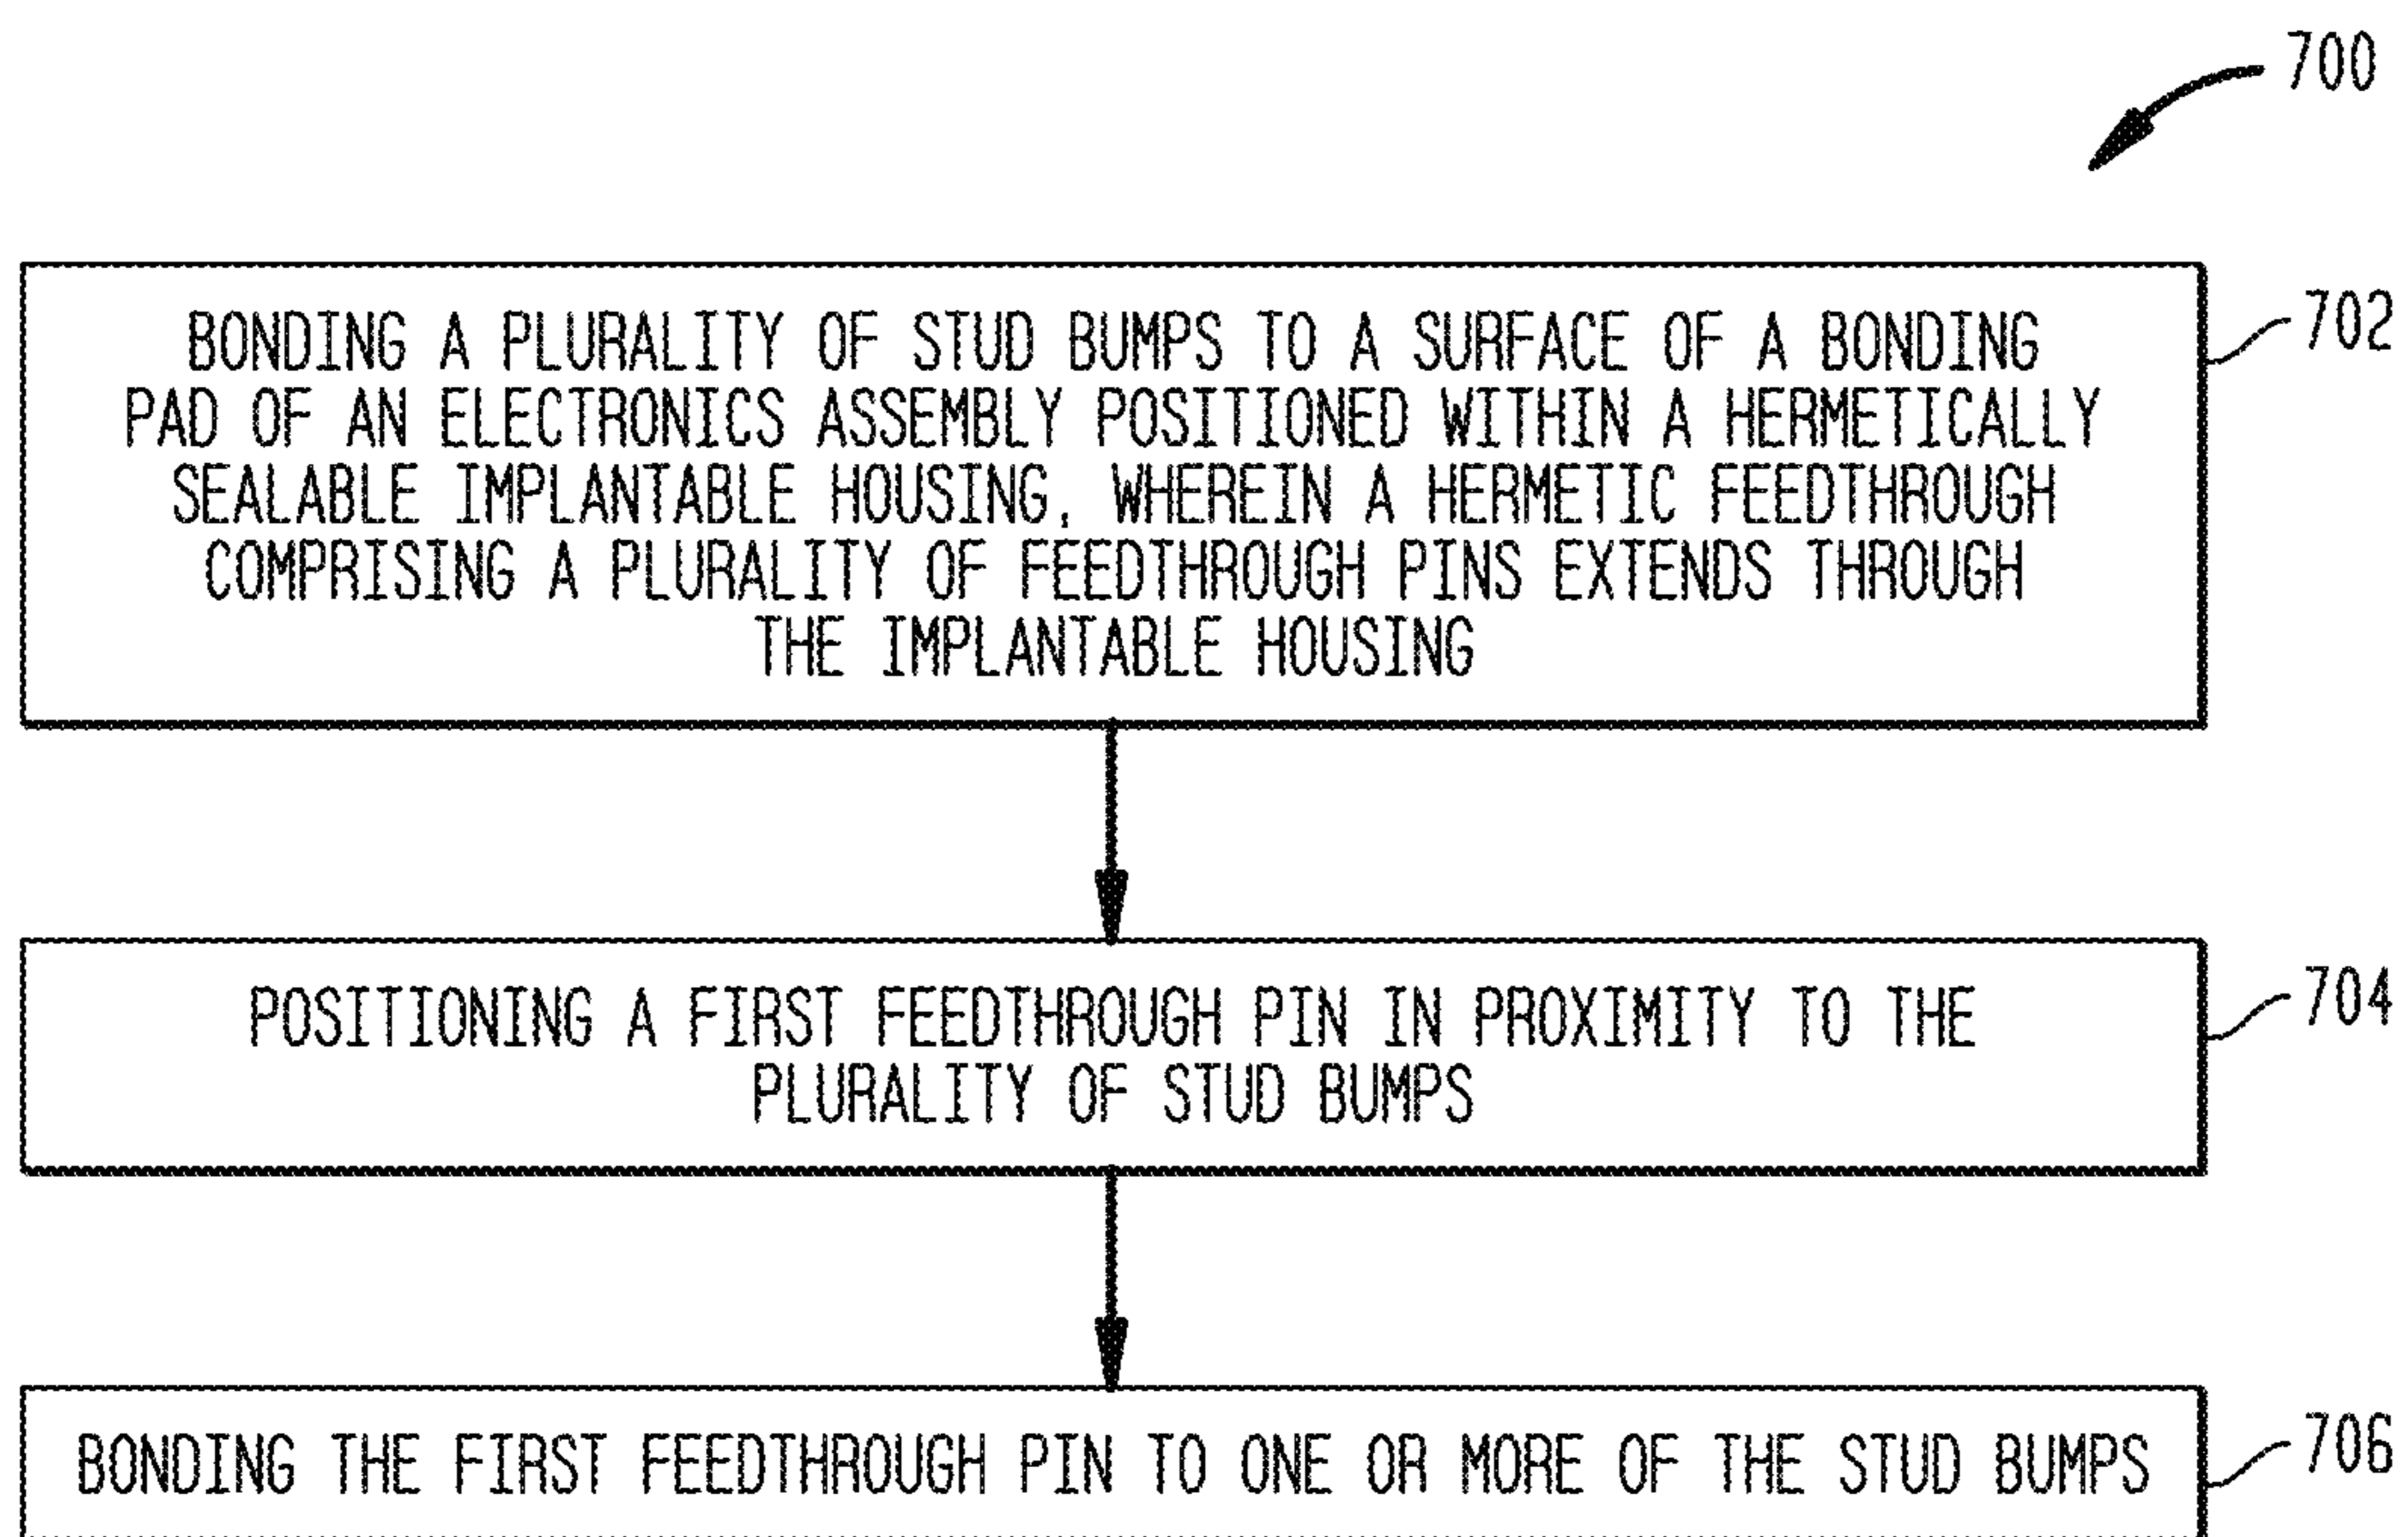 700
BONDING A PLURALITY OF STUD BUMPS TO A SURFACE OF A BONDING
PAD OF AN ELECTRONICS ASSEMBLY POSITIONED WITHIN A HERMETICALLY
SEALABLE IMPLANTABLE HOUSING, WHEREIN A HERMETIC FEEDTHROUGH
COMPRISING A PLURALITY OF FEEDTHROUGH PINS EXTENDS THROUGH
THE IMPLANTABLE HOUSING
702
POSITIONING A FIRST FEEDTHROUGH PIN IN PROXIMITY TO THE
PLURALITY OF STUD BUMPS
704
BONDING THE FIRST FEEDTHROUGH PIN TO ONE OR MORE OF THE STUD BUMPS
706